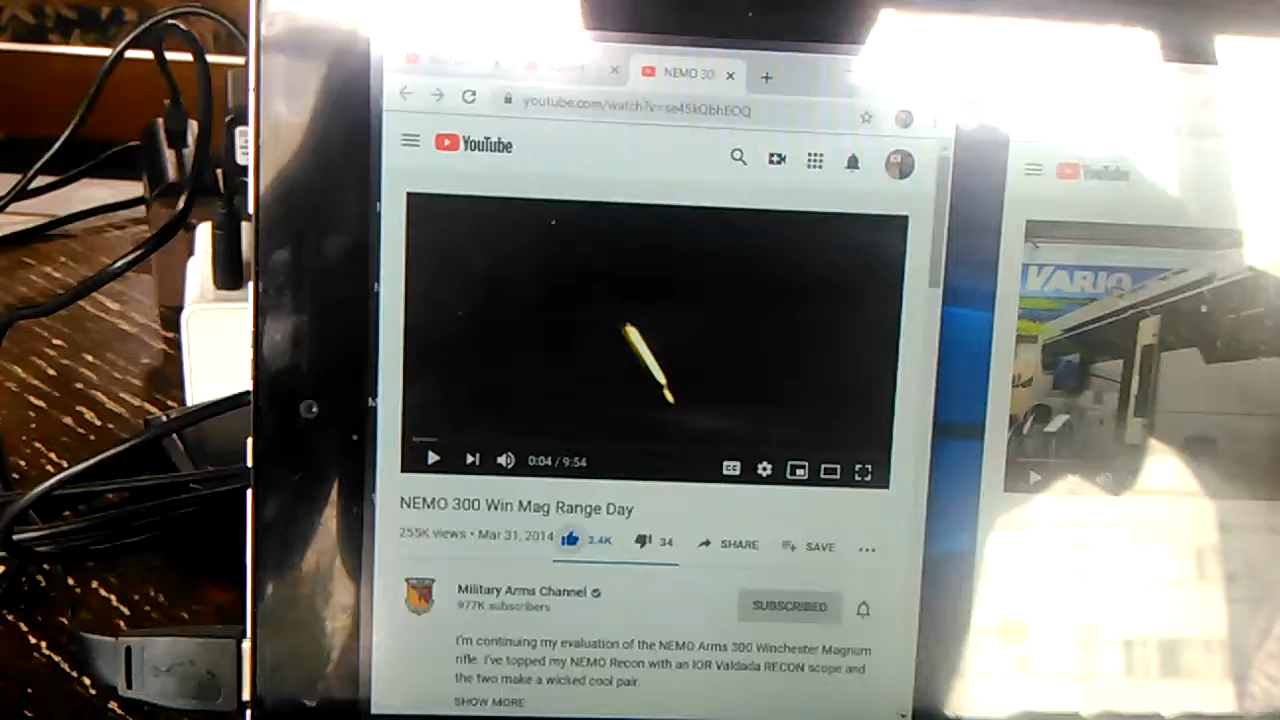 NEMO 30
youtube.com/watch?v=se45kQbhEOQ
YouTube
YouTube
VARIO
CC
0:04 / 9:54
NEMO 300 Win Mag Range Day
255K views • Mar 31, 2014 3.4K 34 SHARE SAVE
Military Arms Channel
977K subscribers
SUBSCRIBED
I'm continuing my evaluation of the NEMO Arms 300 Winchester Magnum
rifle. I've topped my NEMO Recon with an IOR Valdada RECON scope and
the two make a wicked cool pair.
SHOW MORE